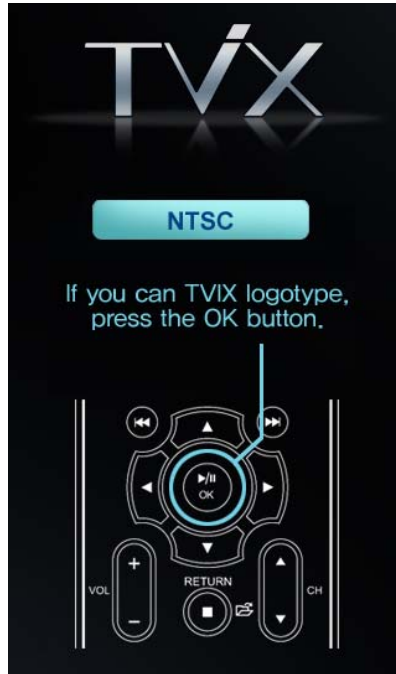 TViX
NTSC
If you can TVIX logotype,
press the OK button.
OK
VOL
RETURN
CH